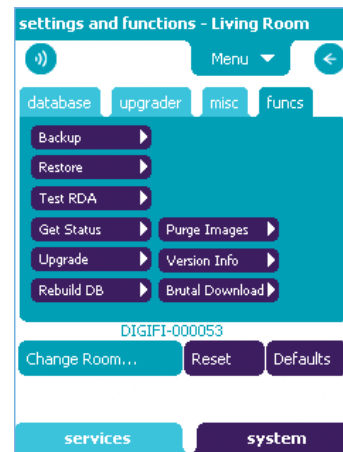 settings and functions - Living Room
Menu
database upgrader misc funcs
Backup
Restore
Test RDA
Get Status Purge Images
Upgrade Version Info
Rebuild DB Brutal Download
DIGIFI-000053
Change Room... Reset Defaults
services system